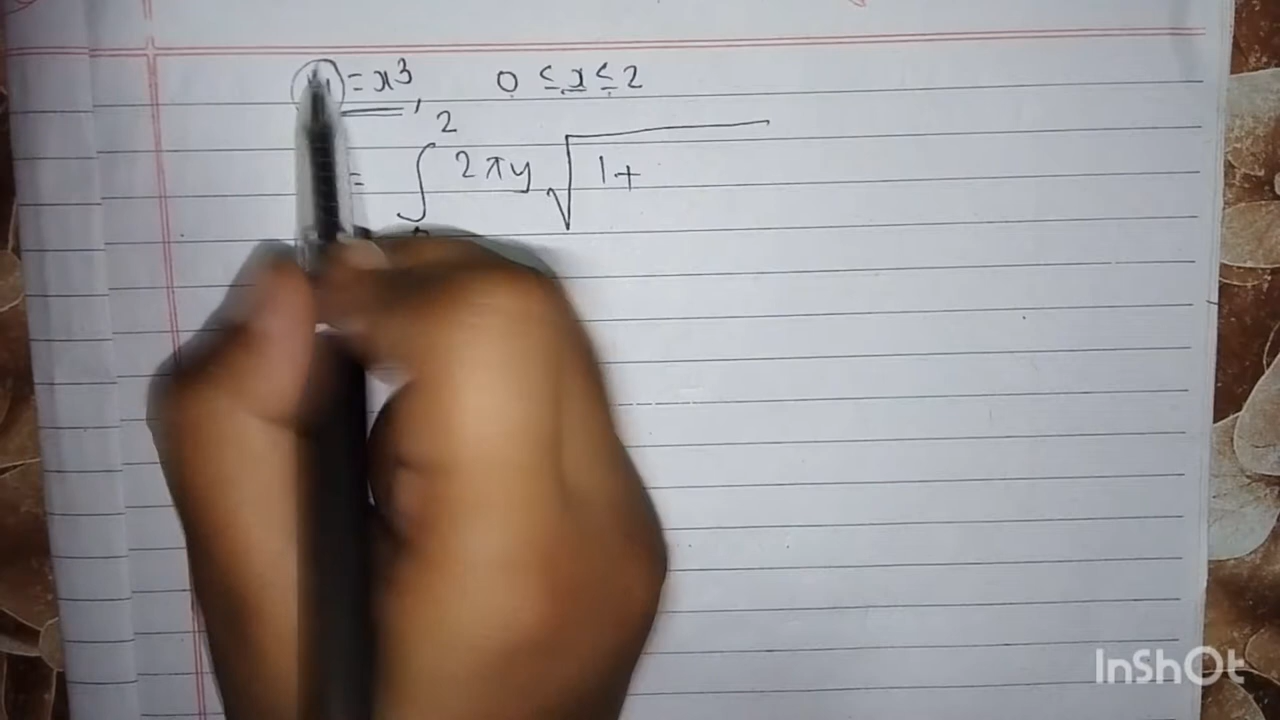 y = x³, 0 ≤ x ≤ 2
= ∫ 2 2πy √ 1+
InShOt